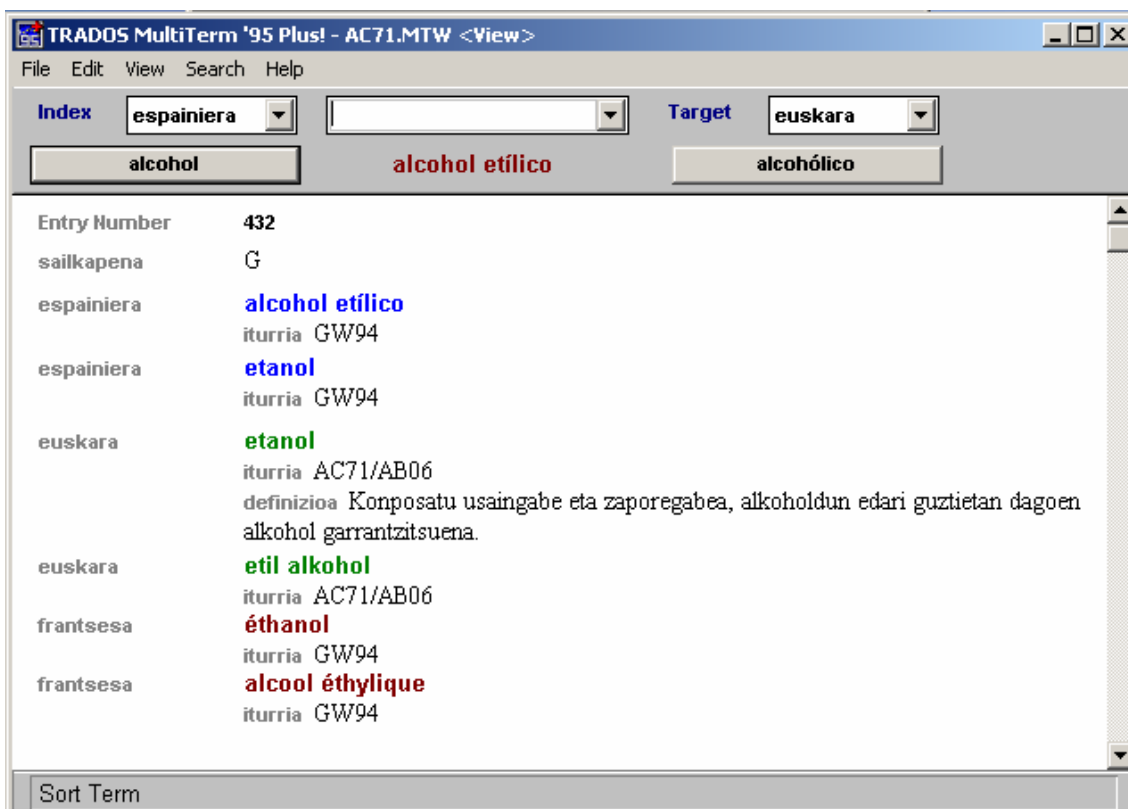 TRADOS MultiTerm '95 Plus! - AC71.MTW <View>
File Edit View Search Help
Index espainiera Target euskara
alcohol alcohol etílico alcohólico
Entry Number 432
sailkapena G
espainiera alcohol etílico
iturria GW94
espainiera etanol
iturria GW94
euskara etanol
iturria AC71/AB06
definizioa Konposatu usaingabe eta zaporegabea, alkoholdun edari guztietan dagoen
alkohol garrantzitsuena.
euskara etil alkohol
iturria AC71/AB06
frantsesa éthanol
iturria GW94
frantsesa alcool éthylique
iturria GW94
Sort Term